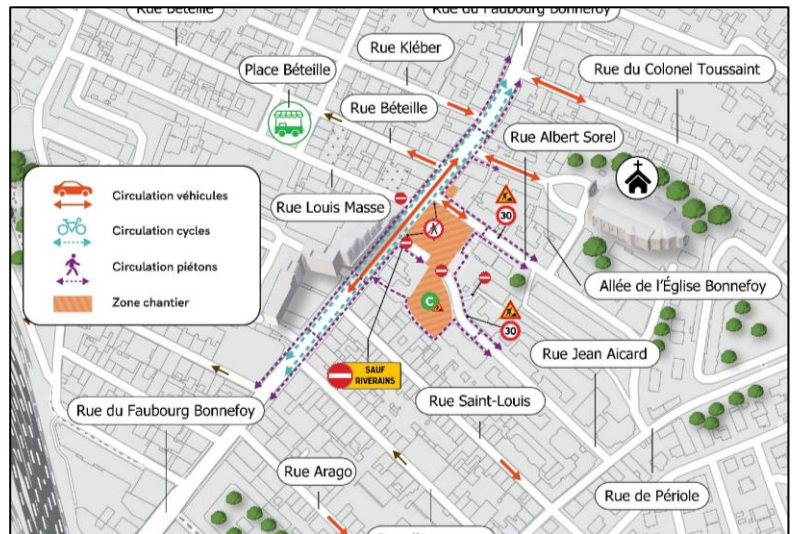 Rue Béteille
Rue du Faubourg Bonnefoy
Rue Kléber
Place Béteille
Rue du Colonel Toussaint
Rue Béteille
Rue Albert Sorel
Circulation véhicules
Rue Louis Masse
30
Circulation cycles
Circulation piétons
Allée de l'Église Bonnefoy
Zone chantier
C
30
Rue Jean Aicard
SAUF
RIVERAINS
Rue Saint-Louis
Rue du Faubourg Bonnefoy
Rue Arago
Rue de Périole